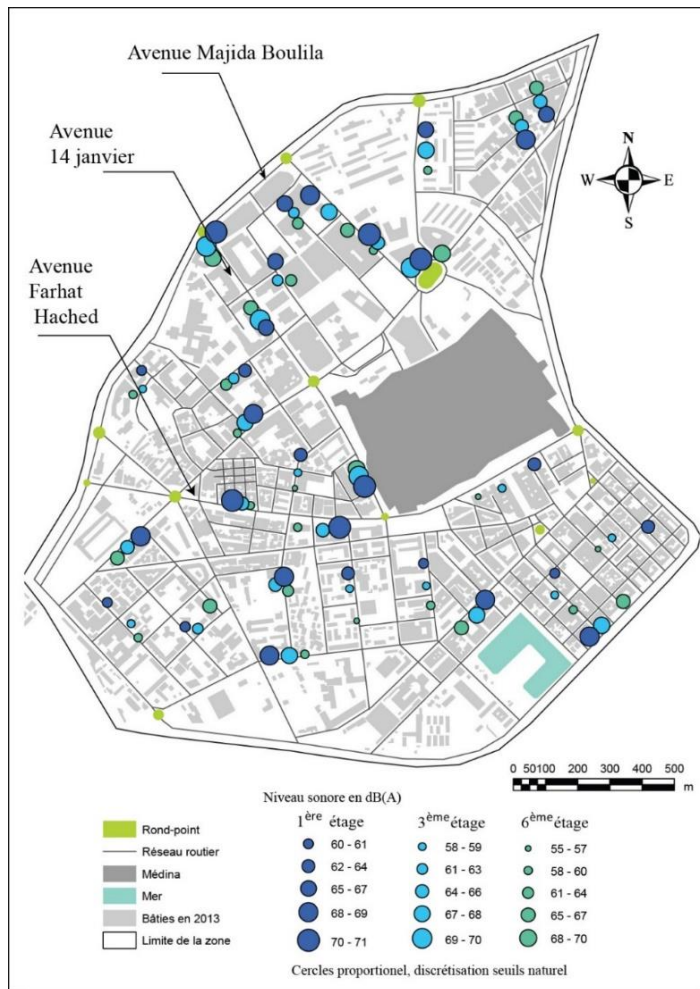 Avenue Majida Boulila
Avenue
14 janvier
Avenue
Farhat
Hached
N
W
E
S
0 50100 200 300 400 500
m
Niveau sonore en dB(A)
Rond-point
Réseau routier
Médina
Mer
Bâties en 2013
Limite de la zone
1ère étage
60 - 61
62 - 64
65 - 67
68 - 69
70 - 71
3ème étage
58 - 59
61 - 63
64 - 66
67 - 68
69 - 70
6ème étage
55 - 57
58 - 60
61 - 64
65 - 67
68 - 70
Cercles proportionel, discrétisation seuils naturel